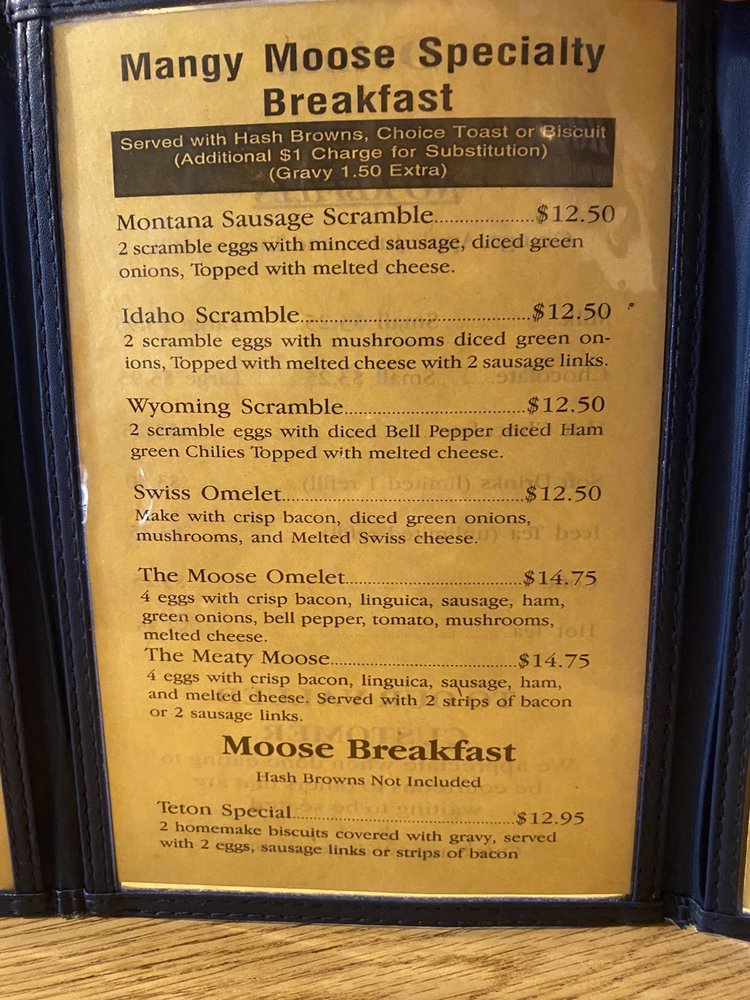 Mangy Moose Specialty
Breakfast
Served with Hash Browns, Choice Toast or Biscuit
(Additional $1 Charge for Substitution)
(Gravy 1.50 Extra)
Montana Sausage Scramble....................$12.50
2 scramble eggs with minced sausage, diced green
onions, Topped with melted cheese.
Idaho Scramble..............................................$12.50
2 scramble eggs with mushrooms diced green on-
ions, Topped with melted cheese with 2 sausage links.
Wyoming Scramble....................................$12.50
2 scramble eggs with diced Bell Pepper diced Ham
green Chilies Topped with melted cheese.
Swiss Omelet.................................................$12.50
Make with crisp bacon, diced green onions,
mushrooms, and Melted Swiss cheese.
The Moose Omelet....................................$14.75
4 eggs with crisp bacon, linguica, sausage, ham,
green onions, bell pepper, tomato, mushrooms,
melted cheese.
The Meaty Moose......................................$14.75
4 eggs with crisp bacon, linguica, sausage, ham,
and melted cheese. Served with 2 strips of bacon
or 2 sausage links.
Moose Breakfast
Hash Browns Not Included
Teton Special.............................................$12.95
2 homemake biscuits covered with gravy, served
with 2 eggs, sausage links or strips of bacon